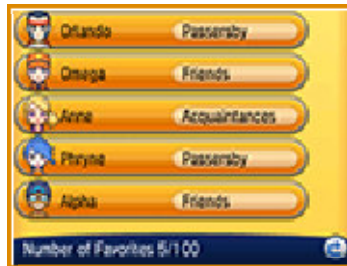 Orlando Passersby
Omega Friends
Anne Acquaintances
Phryne Passersby
Alpha Friends
Number of Favorites 5/100